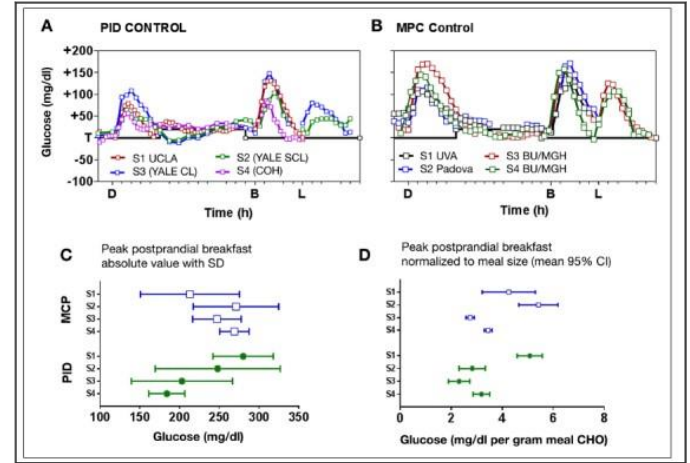 A PID CONTROL
+200
+150
+100
+50
T
-50
-100
Glucose (mg/dl)
S1 UCLA
S2 (YALE SCL)
S3 (YALE CL)
S4 (COH)
D B L
Time (h)
B MPC Control
S1 UVA
S3 BU/MGH
S2 Padova
S4 BU/MGH
D B L
Time (h)
C Peak postprandial breakfast
absolute value with SD
MCP
S1
S2
S3
S4
PID
S1
S2
S3
S4
100 150 200 250 300 350
Glucose (mg/dl)
D Peak postprandial breakfast
normalized to meal size (mean 95% CI)
S1
S2
S3
S4
S1
S2
S3
S4
0 2 4 6 8
Glucose (mg/dl per gram meal CHO)